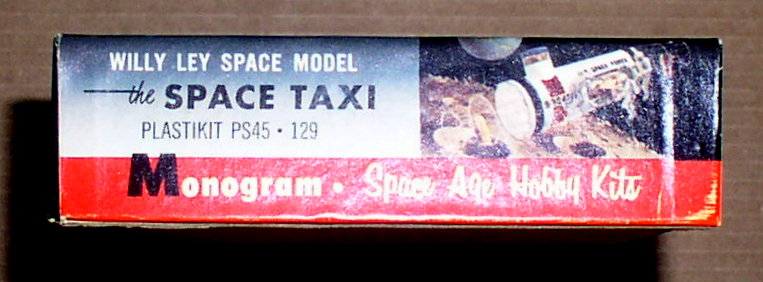 WILLY LEY SPACE MODEL
the SPACE TAXI
PLASTIKIT PS45 • 129
Monogram • Space Age Hobby Kits